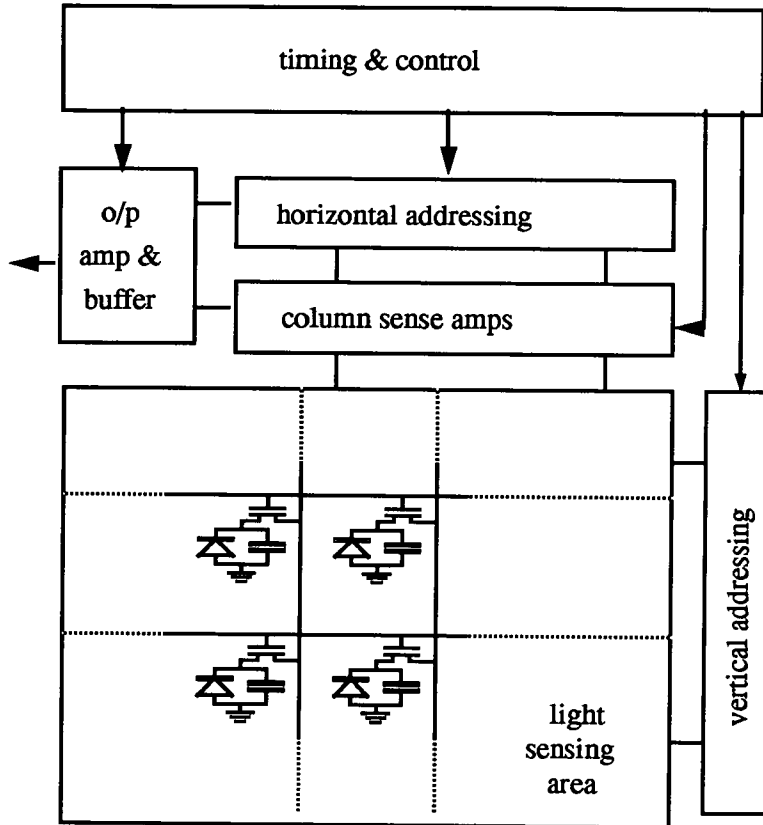 timing & control
o/p
amp &
buffer
horizontal addressing
column sense amps
vertical addressing
light
sensing
area